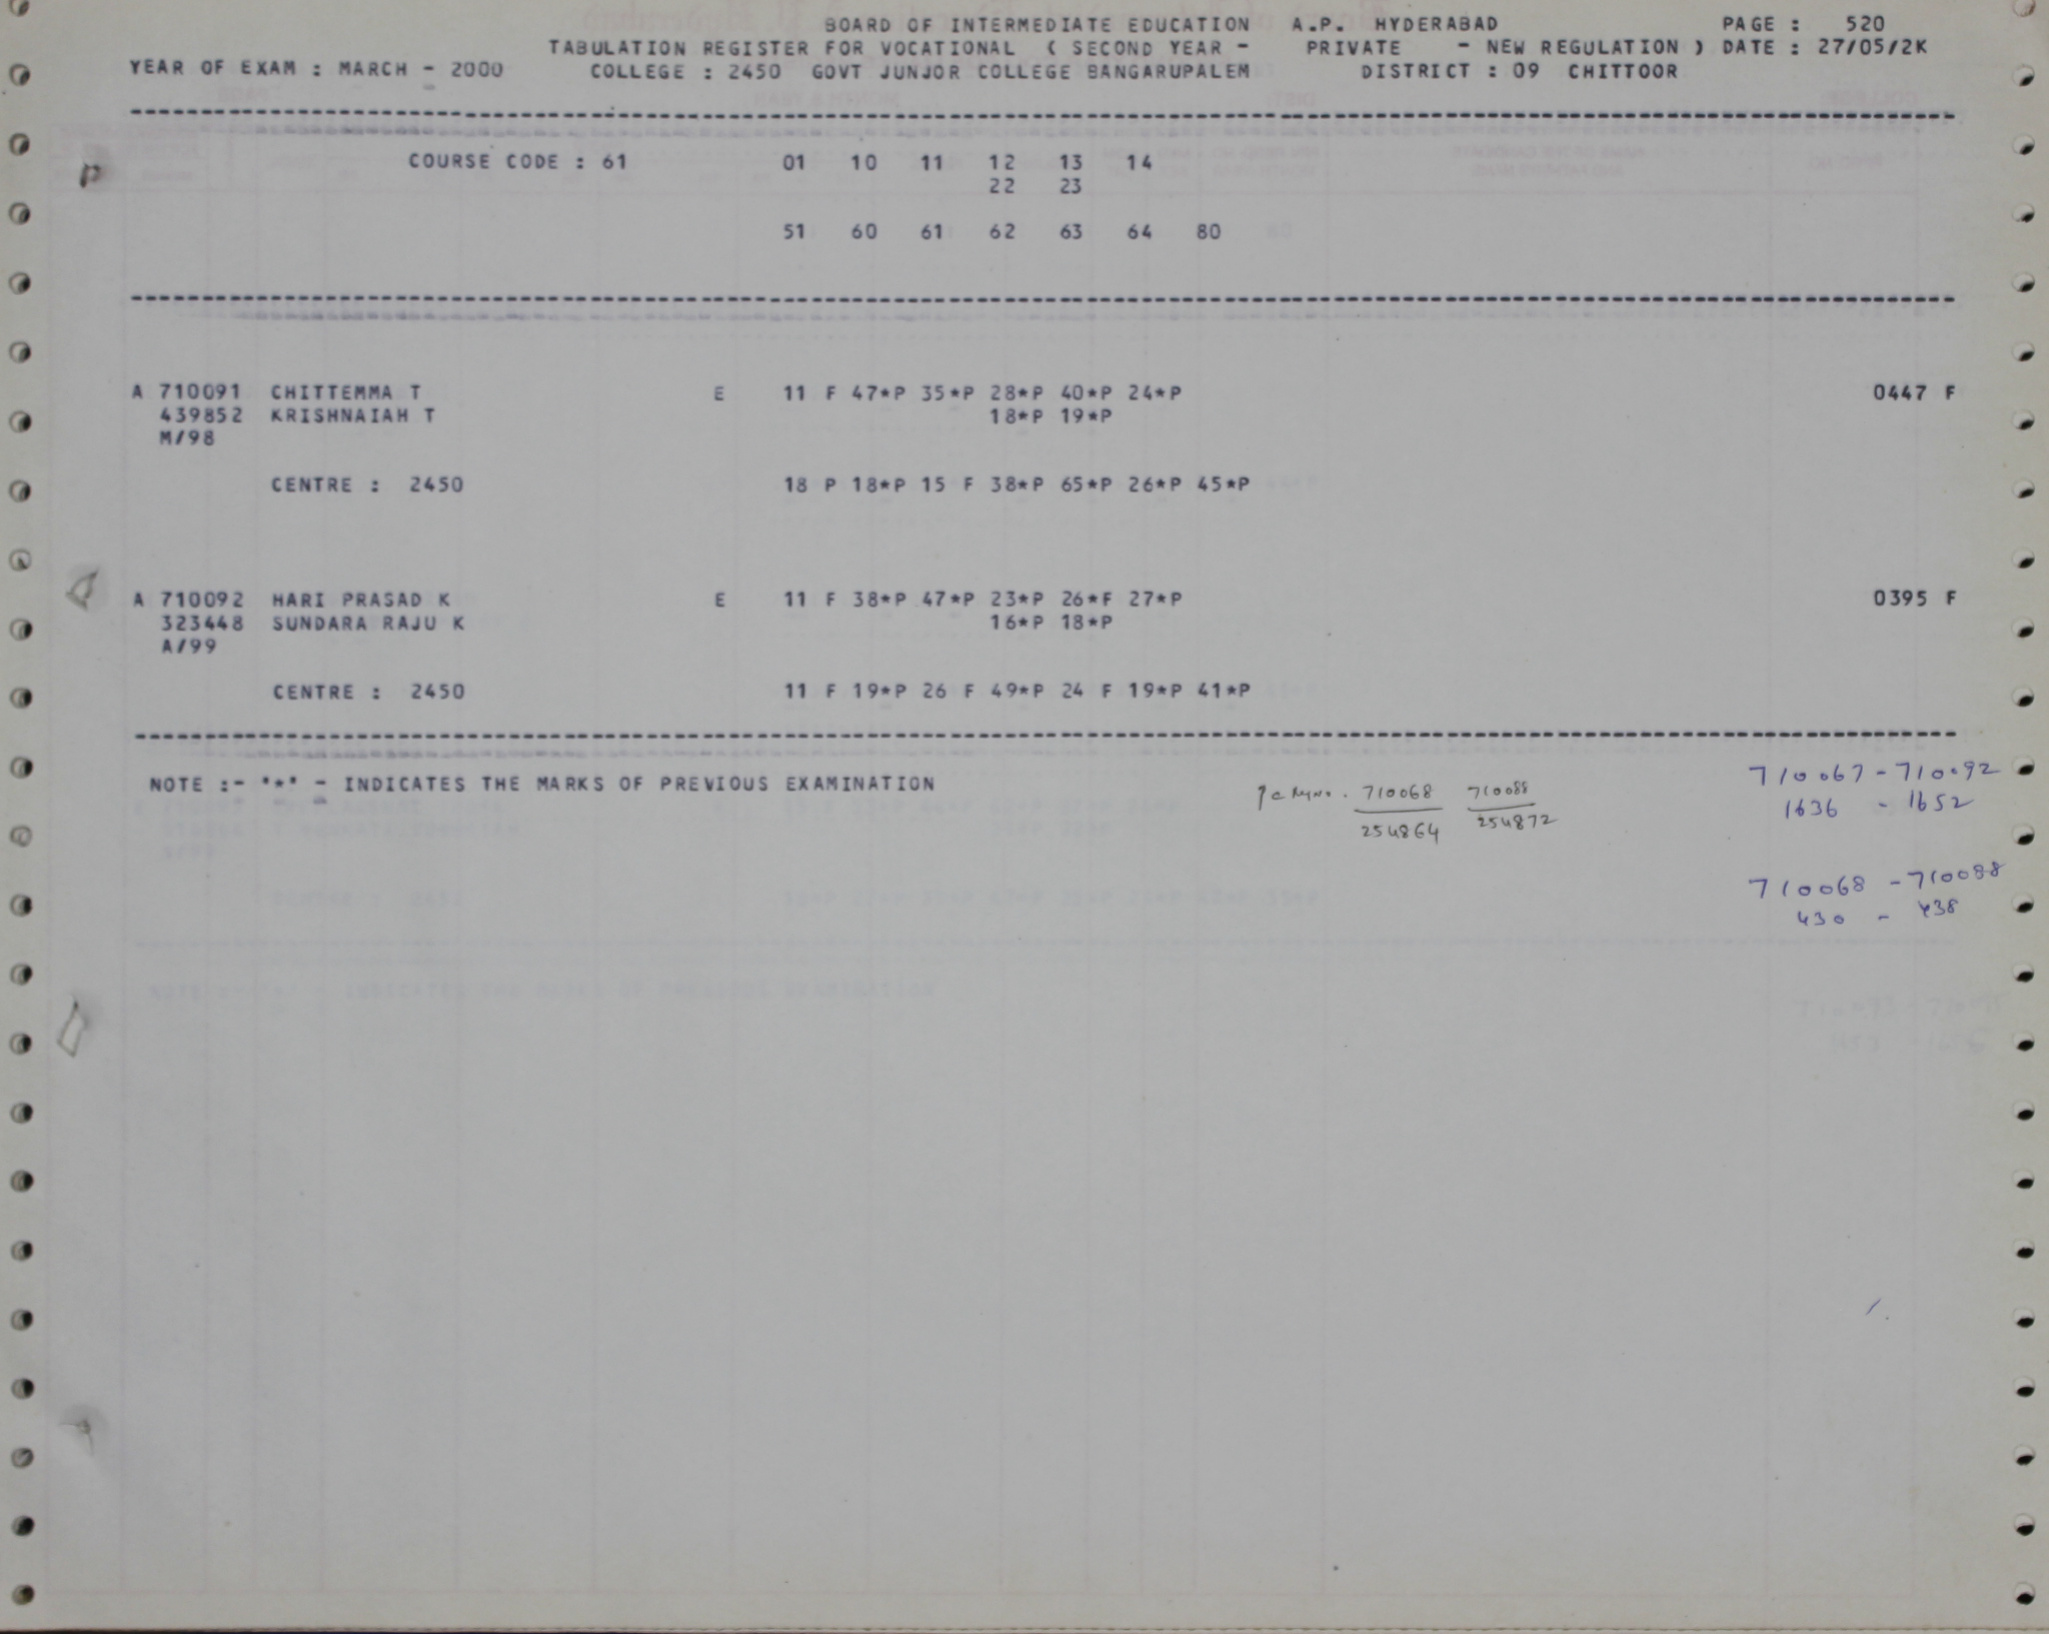 BOARD OF INTERMEDIATE EDUCATION A.P. HYDERABAD PAGE : 520
TABULATION REGISTER FOR VOCATIONAL ( SECOND YEAR - PRIVATE - NEW REGULATION ) DATE : 27/05/2K
YEAR OF EXAM : MARCH - 2000 COLLEGE : 2450 GOVT JUNJOR COLLEGE BANGARUPALEM DISTRICT : 09 CHITTOOR
COURSE CODE : 61 01 10 11 12 13 14
22 23
51 60 61 62 63 64 80
A 710091 CHITTEMMA T E 11 F 47*P 35*P 28*P 40*P 24*P 0447 F
439852 KRISHNAIAH T 18*P 19*P
M/98
CENTRE : 2450 18 P 18*P 15 F 38*P 65*P 26*P 45*P
A 710092 HARI PRASAD K E 11 F 38*P 47*P 23*P 26*F 27*P 0395 F
323448 SUNDARA RAJU K 16*P 18*P
A/99
CENTRE : 2450 11 F 19*P 26 F 49*P 24 F 19*P 41*P
NOTE :- '*' - INDICATES THE MARKS OF PREVIOUS EXAMINATION
710068 710088
254864 254872
710067 - 710092
1636 - 1652
710068 - 710088
430 - 438